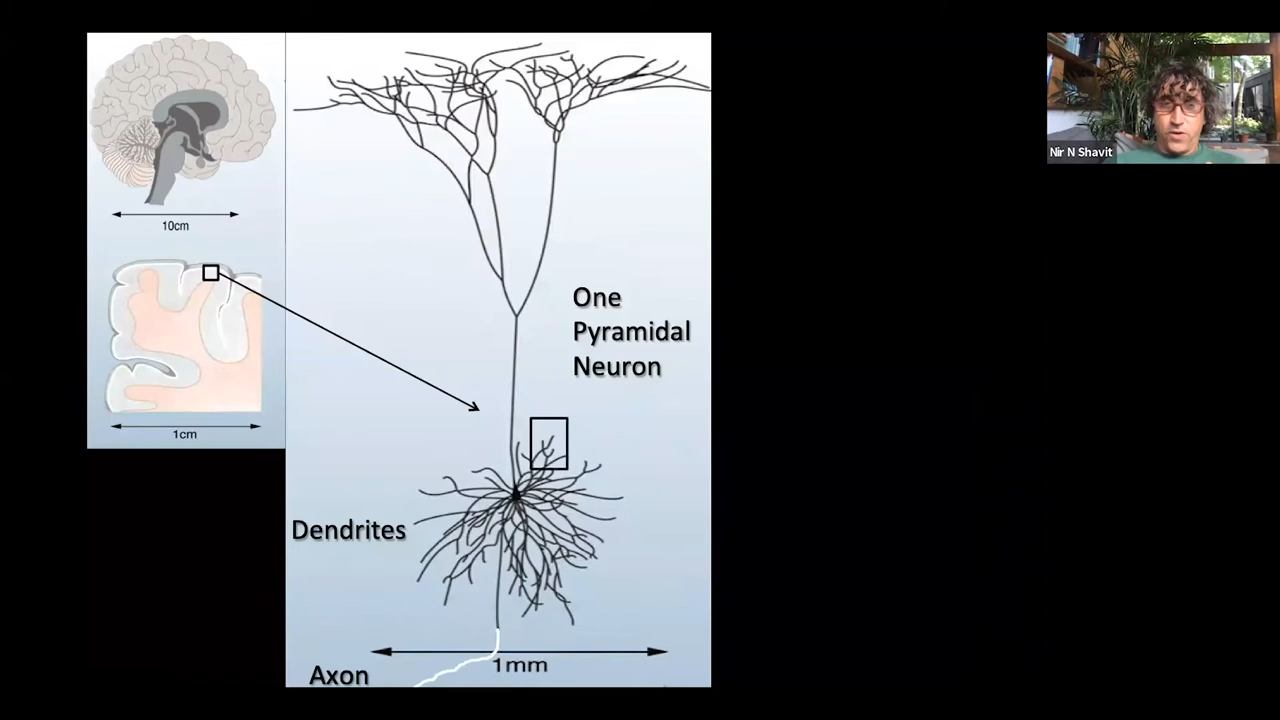 10cm
1cm
One
Pyramidal
Neuron
Dendrites
1mm
Axon
Nir N Shavit